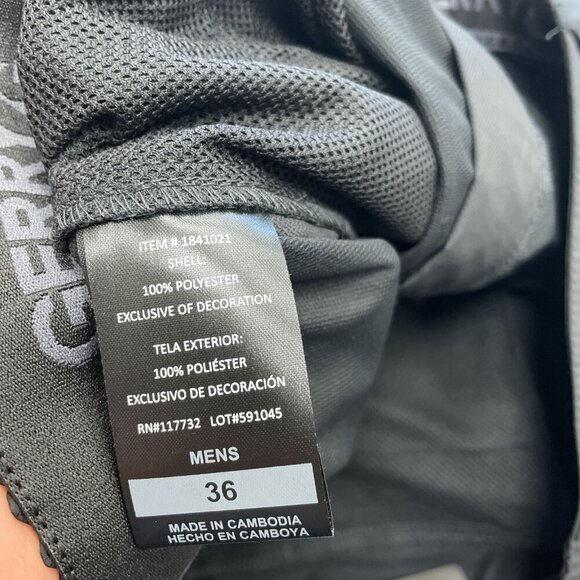 GERRY
ITEM # 1841021
SHELL:
100% POLYESTER
EXCLUSIVE OF DECORATION
TELA EXTERIOR:
100% POLIÉSTER
EXCLUSIVO DE DECORACIÓN
RN#117732 LOT#591045
MENS
36
MADE IN CAMBODIA
HECHO EN CAMBOYA